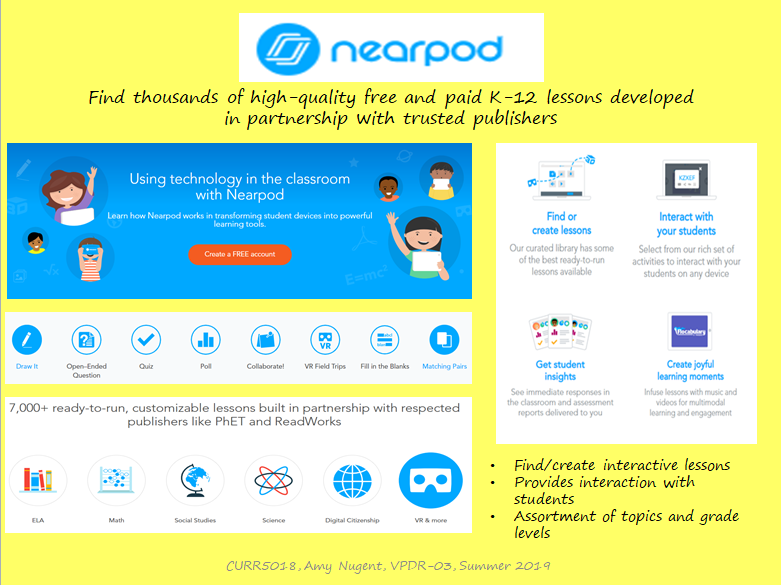 nearpod
Find thousands of high-quality free and paid K-12 lessons developed
in partnership with trusted publishers
Using technology in the classroom
with Nearpod
Learn how Nearpod works in transforming student devices into powerful
learning tools.
Create a FREE account
E=mc²
Draw It
Open-Ended
Question
Quiz
Poll
Collaborate!
VR
VR Field Trips
Fill in the Blanks
Matching Pairs
7,000+ ready-to-run, customizable lessons built in partnership with respected
publishers like PhET and ReadWorks
ELA
Math
Social Studies
Science
Digital Citizenship
VR & more
Find or
create lessons
Our curated library has some
of the best ready-to-run
lessons available
KZXEF
Interact with
your students
Select from our rich set of
activities to interact with your
students on any device
Get student
insights
See immediate responses in
the classroom and assessment
reports delivered to you
flocabulary
Create joyful
learning moments
Infuse lessons with music and
videos for multimodal
learning and engagement
• Find/create interactive lessons
• Provides interaction with
students
• Assortment of topics and grade
levels
CURR5018, Amy Nugent, VPDR-03, Summer 2019